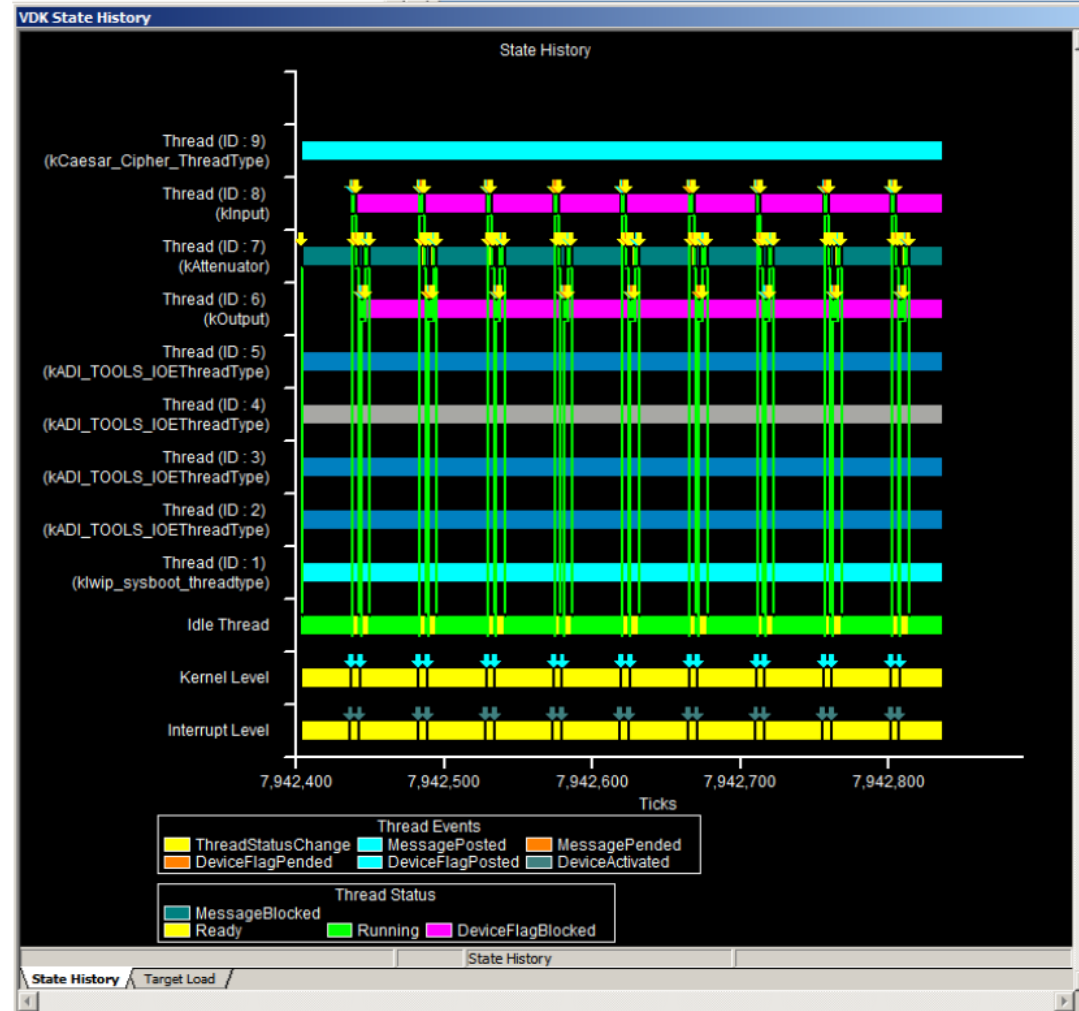 VDK State History
State History
Thread (ID : 9)
(kCaesar_Cipher_ThreadType)
Thread (ID : 8)
(kInput)
Thread (ID : 7)
(kAttenuator)
Thread (ID : 6)
(kOutput)
Thread (ID : 5)
(kADI_TOOLS_IOEThreadType)
Thread (ID : 4)
(kADI_TOOLS_IOEThreadType)
Thread (ID : 3)
(kADI_TOOLS_IOEThreadType)
Thread (ID : 2)
(kADI_TOOLS_IOEThreadType)
Thread (ID : 1)
(klwip_sysboot_threadtype)
Idle Thread
Kernel Level
Interrupt Level
7,942,400 7,942,500 7,942,600 7,942,700 7,942,800
Ticks
Thread Events
ThreadStatusChange MessagePosted MessagePended
DeviceFlagPended DeviceFlagPosted DeviceActivated
Thread Status
MessageBlocked
Ready Running DeviceFlagBlocked
State History
State History Target Load